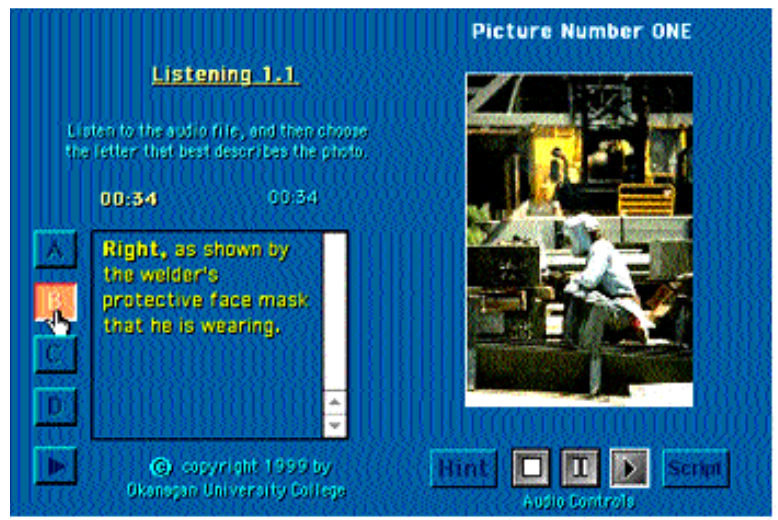 Picture Number ONE
Listening 1.1
Listen to the audio file, and then choose
the letter that best describes the photo.
00:34 00:34
A
B
C
D
Right, as shown by
the welder's
protective face mask
that he is wearing.
© copyright 1999 by
Okanagan University College
Hint
Script
Audio Controls